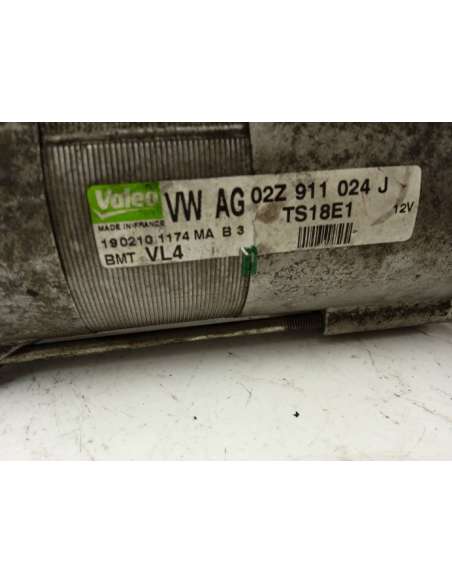 Valeo VW AG 02Z 911 024 J
MADE IN FRANCE TS18E1 12V
190210 1174 MA B 3
BMT VL4